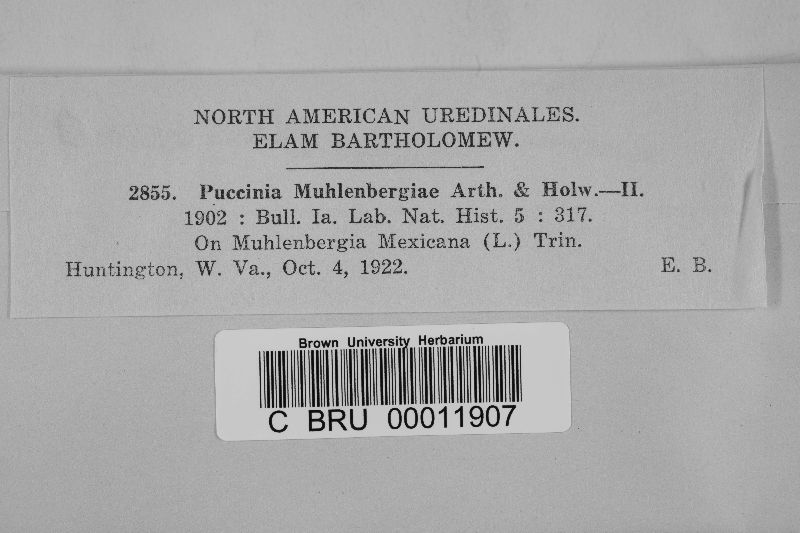 NORTH AMERICAN UREDINALES.
ELAM BARTHOLOMEW.
2855. Puccinia Muhlenbergiae Arth. & Holw.—II.
1902 : Bull. Ia. Lab. Nat. Hist. 5 : 317.
On Muhlenbergia Mexicana (L.) Trin.
Huntington, W. Va., Oct. 4, 1922. E. B.
Brown University Herbarium
C BRU 00011907